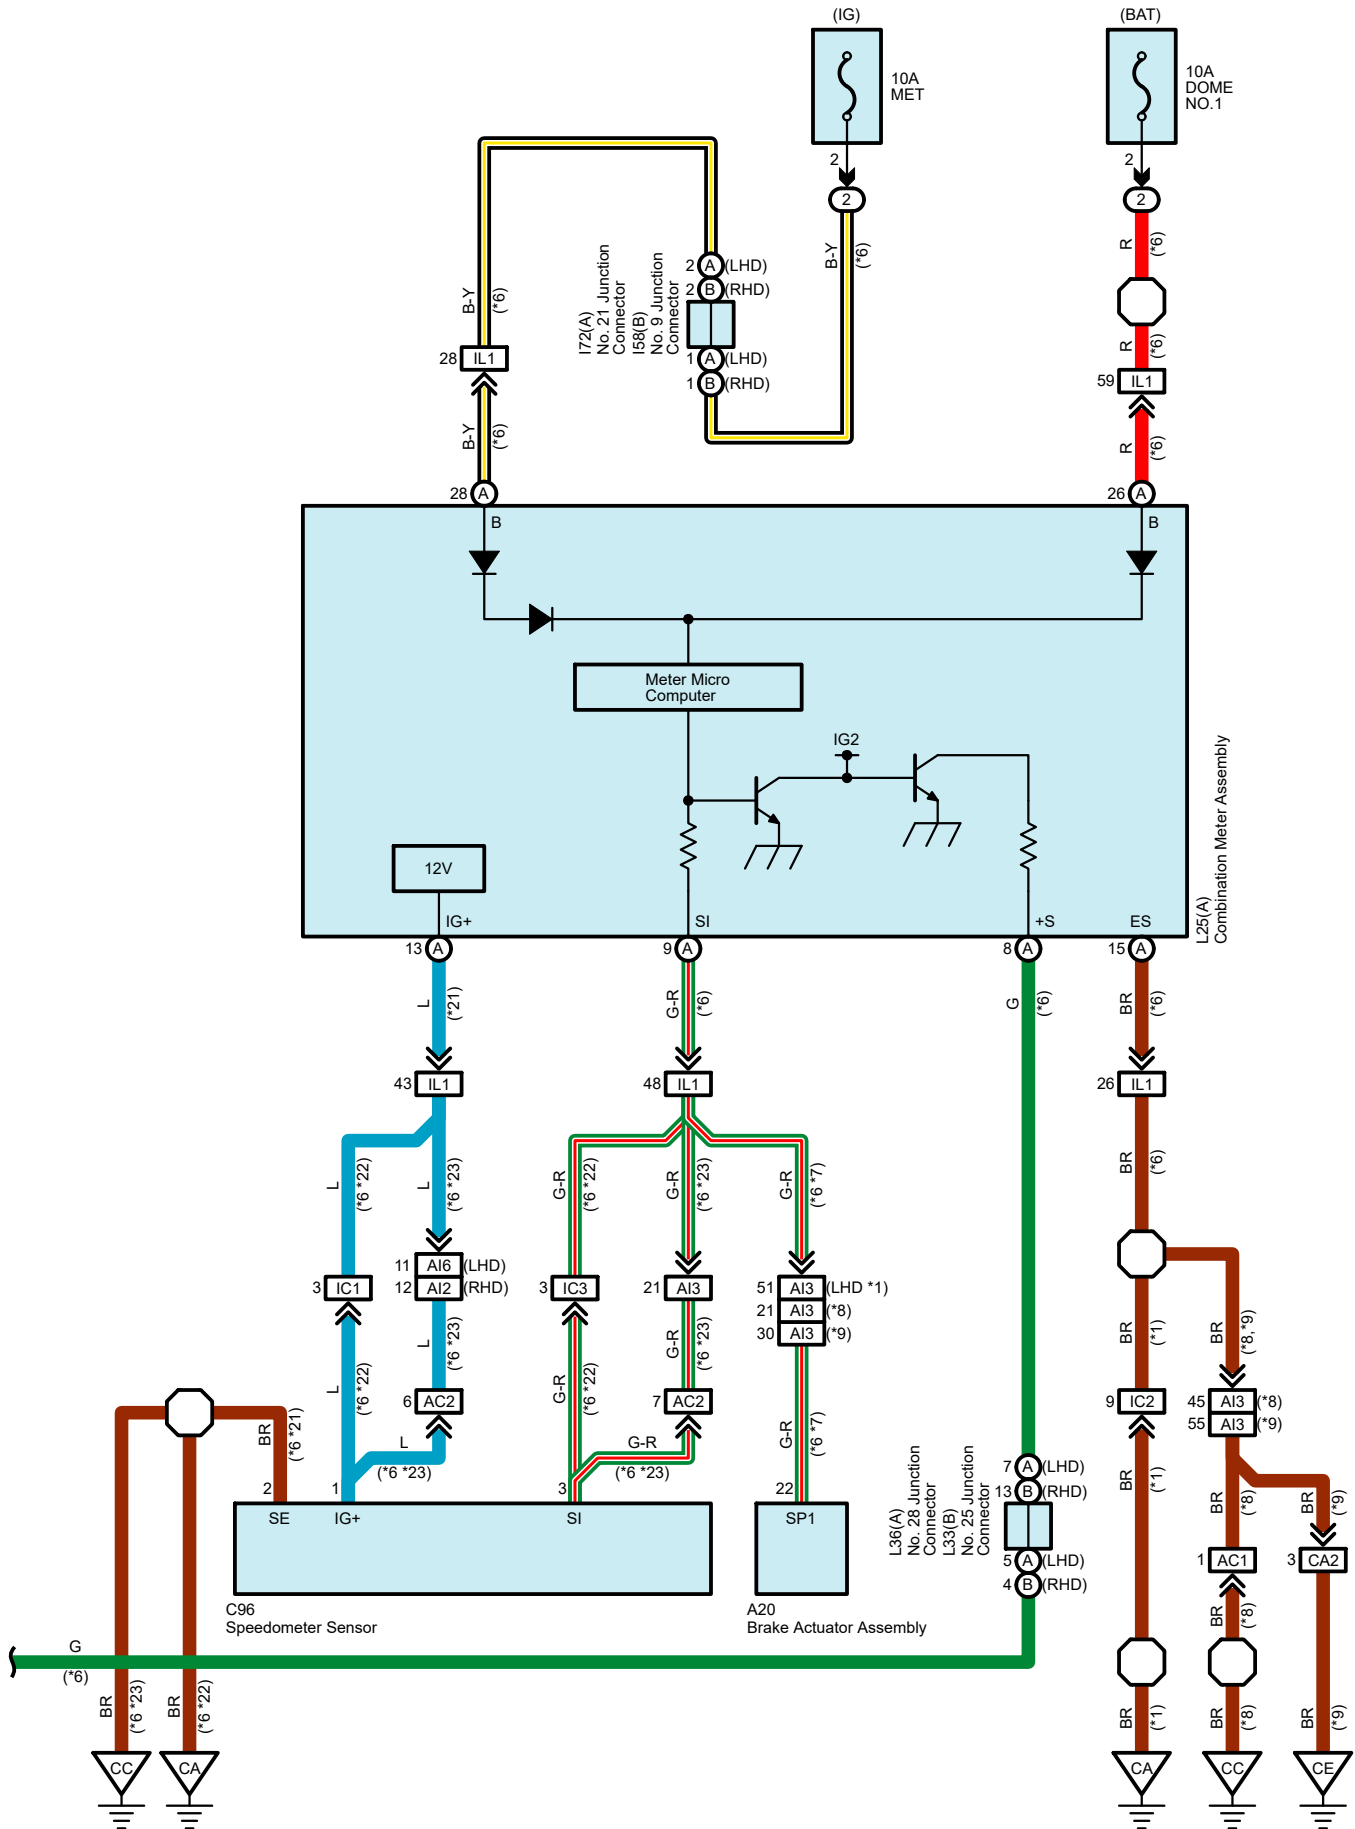 (IG)
(BAT)
10A
MET
10A
DOME
NO.1
2
2
2
2
B-Y
(*6)
R
(*6)
R
(*6)
59 IL1
R
(*6)
2 A (LHD)
2 B (RHD)
I72(A)
No. 21 Junction
Connector
I58(B)
No. 9 Junction
Connector
1 A (LHD)
1 B (RHD)
B-Y
(*6)
28 IL1
B-Y
(*6)
28 A
26 A
B
B
Meter Micro
Computer
IG2
12V
IG+
SI
+S
ES
L25(A)
Combination Meter Assembly
13 A
9 A
8 A
15 A
L
(*21)
G-R
(*6)
G
(*6)
BR
(*6)
43 IL1
48 IL1
26 IL1
L
(*6 *22)
L
(*6 *23)
G-R
(*6 *22)
G-R
(*6 *23)
G-R
(*6 *7)
BR
(*6)
3 IC1
11 AI6 (LHD)
12 AI2 (RHD)
3 IC3
21 AI3
51 AI3 (LHD *1)
21 AI3 (*8)
30 AI3 (*9)
L
(*6 *22)
L
(*6 *23)
G-R
(*6 *22)
G-R
(*6 *23)
G-R
(*6 *7)
BR
(*1)
BR
(*8,*9)
6 AC2
7 AC2
9 IC2
45 AI3 (*8)
55 AI3 (*9)
BR
(*6 *21)
L
(*6 *23)
G-R
(*6 *23)
BR
(*1)
BR
(*8)
(*9)
2
1
3
22
SE
IG+
SI
SP1
C96
Speedometer Sensor
A20
Brake Actuator Assembly
7 A (LHD)
13 B (RHD)
L36(A)
No. 28 Junction
Connector
L33(B)
No. 25 Junction
Connector
5 A (LHD)
4 B (RHD)
1 AC1
3 CA2
BR
(*8)
G
(*6)
BR
(*6 *23)
BR
(*6 *22)
BR
(*1)
BR
(*8)
BR
(*9)
CC
CA
CA
CC
CE
BR